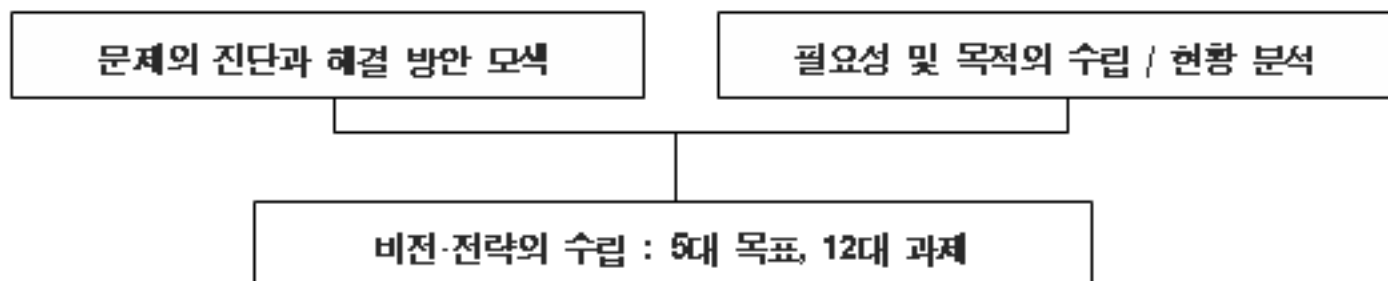 문제의 진단과 해결 방안 모색
필요성 및 목적의 수립 / 현황 분석
비전·전략의 수립 : 5대 목표, 12대 과제